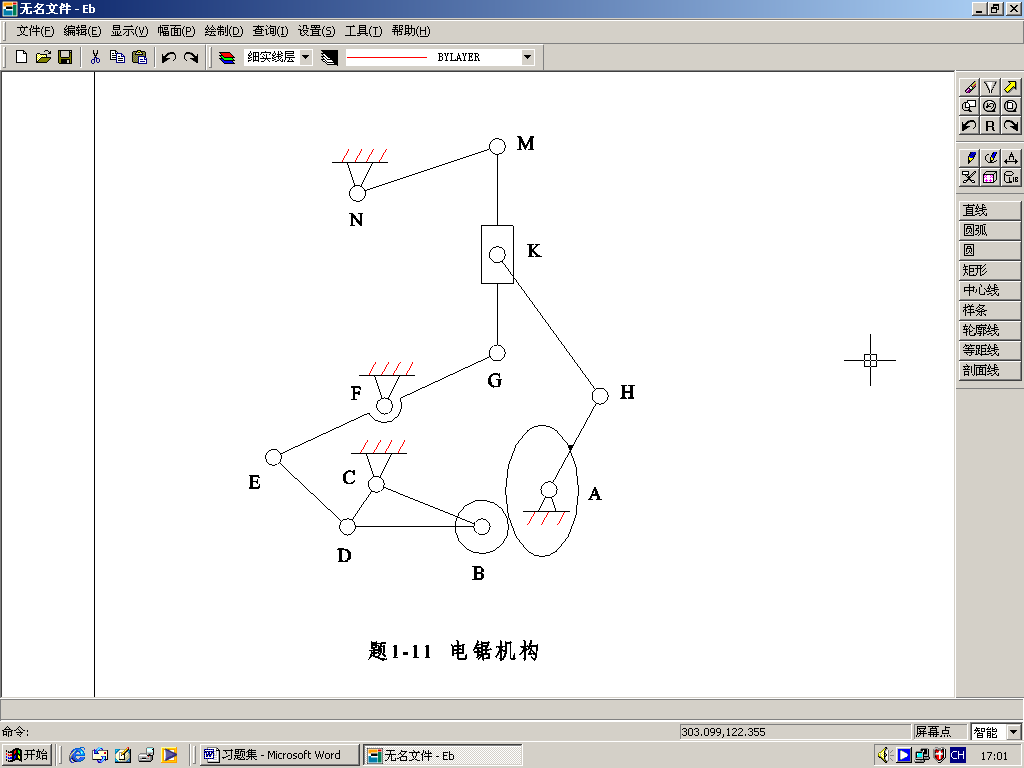 无名文件 - Eb
文件(F) 编辑(E) 显示(V) 幅面(P) 绘制(D) 查询(I) 设置(S) 工具(T) 帮助(H)
细实线层 BYLAYER
R
直线
圆弧
圆
矩形
中心线
样条
轮廓线
等距线
剖面线
M
N
K
G
F
H
E
C
A
D
B
题1-11 电锯机构
命令:
303.099,122.355 屏幕点 智能
开始 习题集 - Microsoft Word 无名文件 - Eb CH 17:01